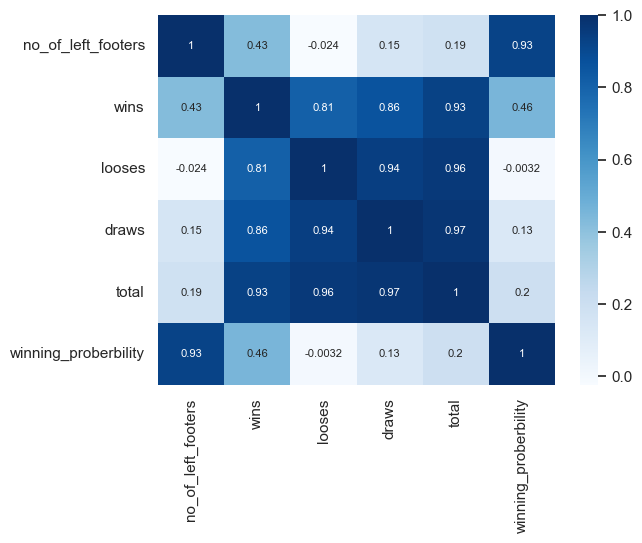 no_of_left_footers 1 0.43 -0.024 0.15 0.19 0.93
wins 0.43 1 0.81 0.86 0.93 0.46
looses -0.024 0.81 1 0.94 0.96 -0.0032
draws 0.15 0.86 0.94 1 0.97 0.13
total 0.19 0.93 0.96 0.97 1 0.2
winning_proberbility 0.93 0.46 -0.0032 0.13 0.2 1
no_of_left_footers
wins
looses
draws
total
winning_proberbility
1.0
0.8
0.6
0.4
0.2
0.0